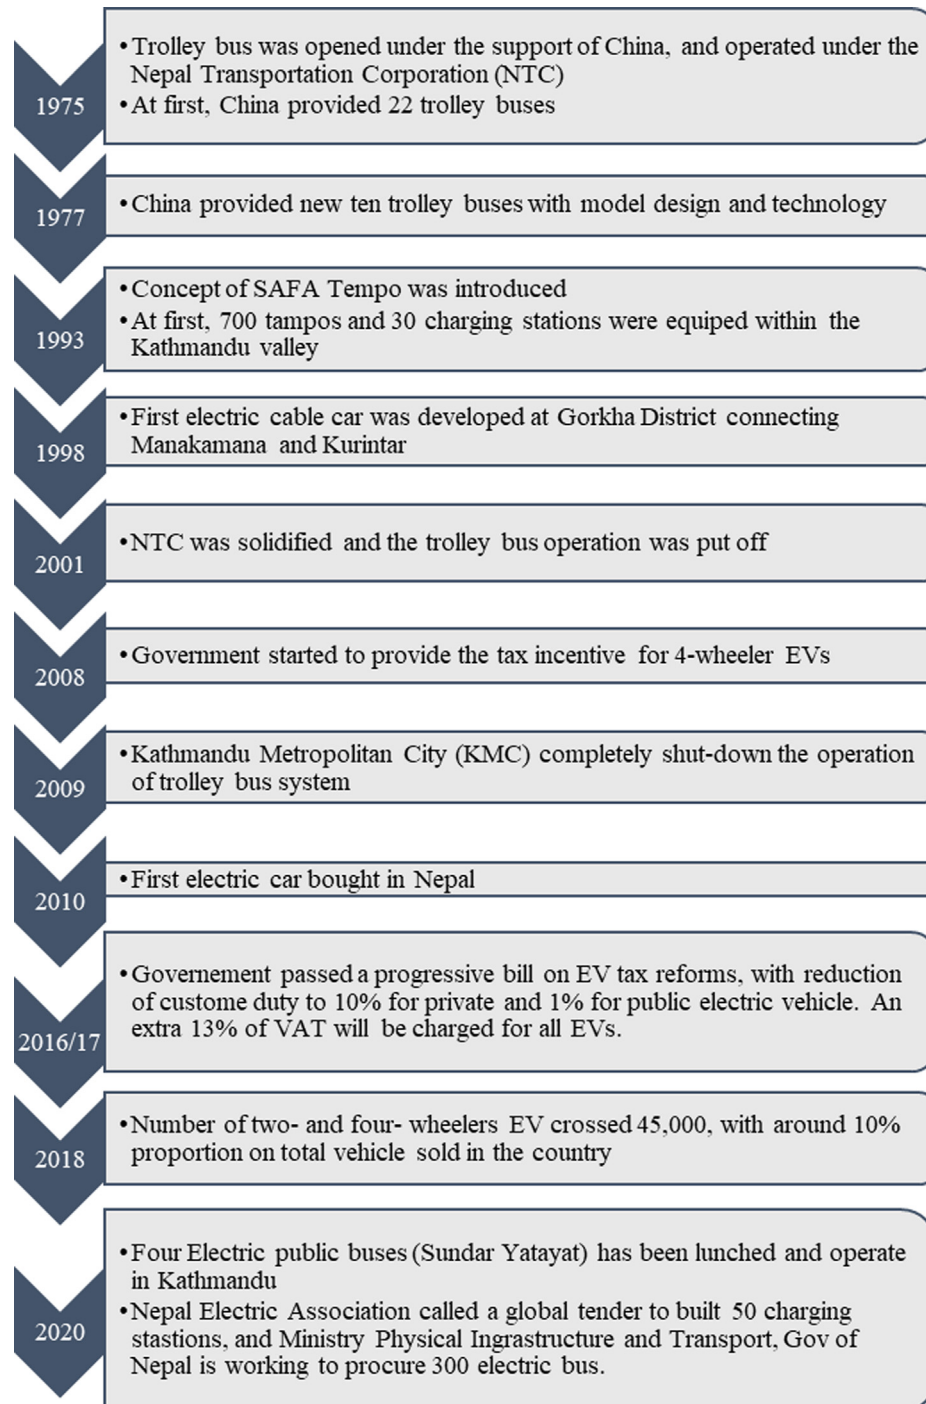 1975
• Trolley bus was opened under the support of China, and operated under the
Nepal Transportation Corporation (NTC)
• At first, China provided 22 trolley buses
1977
• China provided new ten trolley buses with model design and technology
1993
• Concept of SAFA Tempo was introduced
• At first, 700 tampos and 30 charging stations were equiped within the
Kathmandu valley
1998
• First electric cable car was developed at Gorkha District connecting
Manakamana and Kurintar
2001
• NTC was solidified and the trolley bus operation was put off
2008
• Government started to provide the tax incentive for 4-wheeler EVs
2009
• Kathmandu Metropolitan City (KMC) completely shut-down the operation
of trolley bus system
2010
• First electric car bought in Nepal
2016/17
• Governement passed a progressive bill on EV tax reforms, with reduction
of custome duty to 10% for private and 1% for public electric vehicle. An
extra 13% of VAT will be charged for all EVs.
2018
• Number of two- and four- wheelers EV crossed 45,000, with around 10%
proportion on total vehicle sold in the country
2020
• Four Electric public buses (Sundar Yatayat) has been lunched and operate
in Kathmandu
• Nepal Electric Association called a global tender to built 50 charging
stastions, and Ministry Physical Ingrastructure and Transport, Gov of
Nepal is working to procure 300 electric bus.